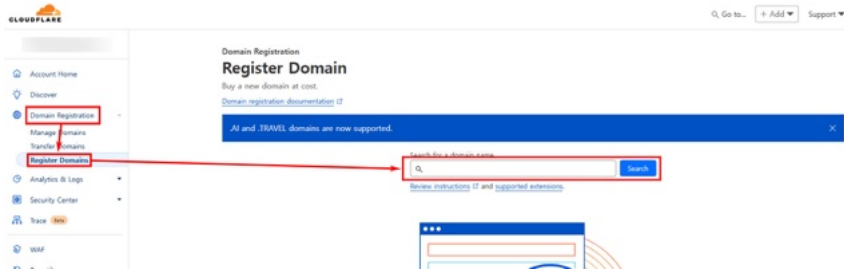 CLOUDFLARE
Go to...
+ Add
Support
Account Home
Discover
Domain Registration
Manage Domains
Transfer Domains
Register Domains
Analytics & Logs
Security Center
Trace Beta
WAF
Domain Registration
Register Domain
Buy a new domain at cost.
Domain registration documentation
.AI and .TRAVEL domains are now supported.
Search for a domain name
Search
Review instructions and supported extensions.